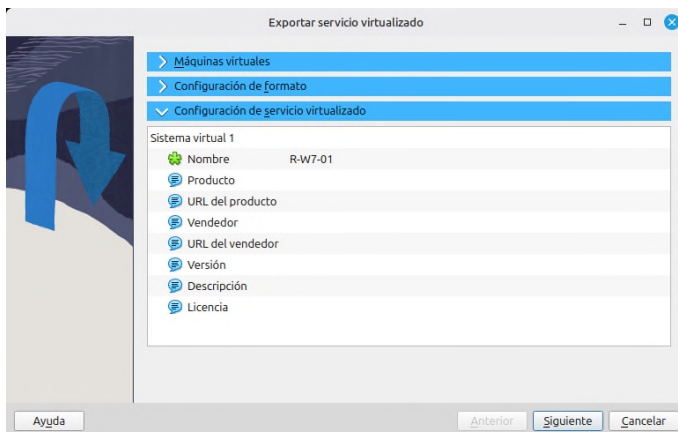 Exportar servicio virtualizado
Máquinas virtuales
Configuración de formato
Configuración de servicio virtualizado
Sistema virtual 1
Nombre R-W7-01
Producto
URL del producto
Vendedor
URL del vendedor
Versión
Descripción
Licencia
Ayuda Anterior Siguiente Cancelar